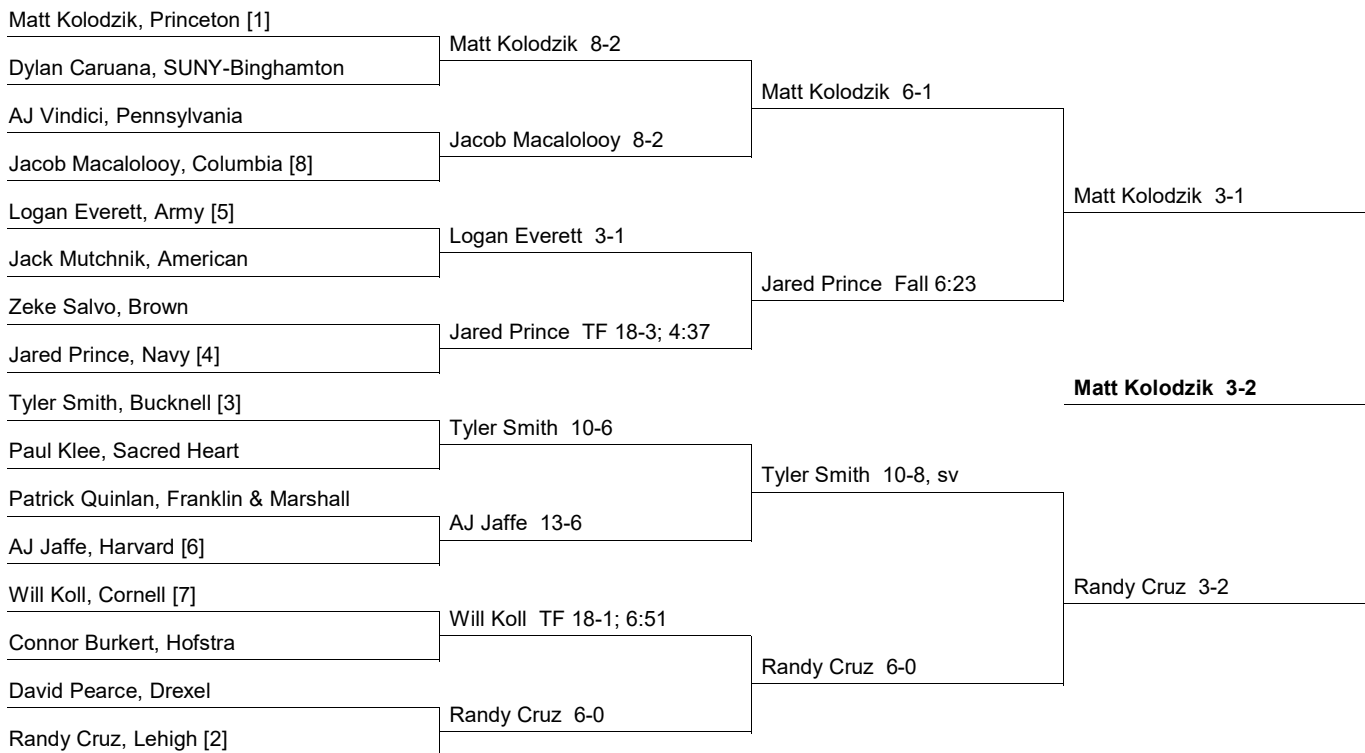 Matt Kolodzik, Princeton [1]
Matt Kolodzik 8-2
Dylan Caruana, SUNY-Binghamton
Matt Kolodzik 6-1
AJ Vindici, Pennsylvania
Jacob Macalolooy 8-2
Jacob Macalolooy, Columbia [8]
Matt Kolodzik 3-1
Logan Everett, Army [5]
Logan Everett 3-1
Jack Mutchnik, American
Jared Prince Fall 6:23
Zeke Salvo, Brown
Jared Prince TF 18-3; 4:37
Jared Prince, Navy [4]
Matt Kolodzik 3-2
Tyler Smith, Bucknell [3]
Tyler Smith 10-6
Paul Klee, Sacred Heart
Tyler Smith 10-8, sv
Patrick Quinlan, Franklin & Marshall
AJ Jaffe 13-6
AJ Jaffe, Harvard [6]
Randy Cruz 3-2
Will Koll, Cornell [7]
Will Koll TF 18-1; 6:51
Connor Burkert, Hofstra
Randy Cruz 6-0
David Pearce, Drexel
Randy Cruz 6-0
Randy Cruz, Lehigh [2]